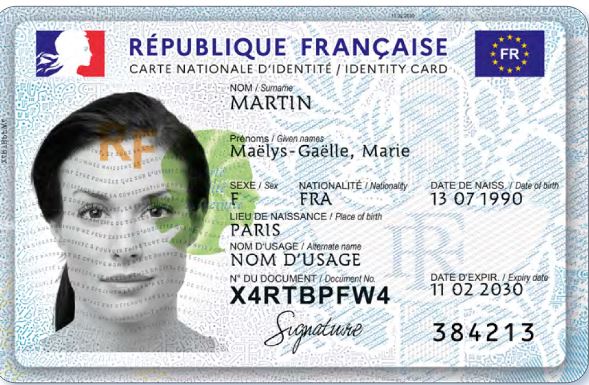 11.02.2030
RÉPUBLIQUE FRANÇAISE
FR
CARTE NATIONALE D'IDENTITÉ / IDENTITY CARD
NOM / Surname
MARTIN
Prénoms / Given names
Maëlys-Gaëlle, Marie
SEXE / Sex NATIONALITÉ / Nationality DATE DE NAISS. / Date of birth
F FRA 13 07 1990
LIEU DE NAISSANCE / Place of birth
PARIS
NOM D'USAGE / Alternate name
NOM D'USAGE
N° DU DOCUMENT / Document No. DATE D'EXPIR. / Expiry date
X4RTBPFW4 11 02 2030
Signature 384213
RF